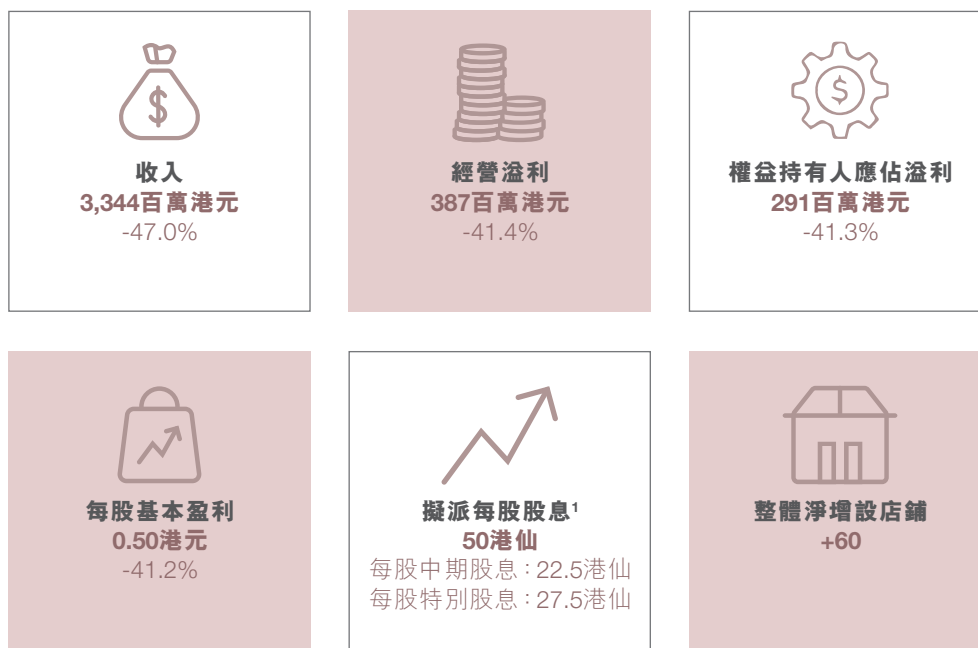 $
收入
3,344百萬港元
-47.0%
經營溢利
387百萬港元
-41.4%
$
權益持有人應佔溢利
291百萬港元
-41.3%
每股基本盈利
0.50港元
-41.2%
擬派每股股息¹
50港仙
每股中期股息：22.5港仙
每股特別股息：27.5港仙
整體淨增設店鋪
+60